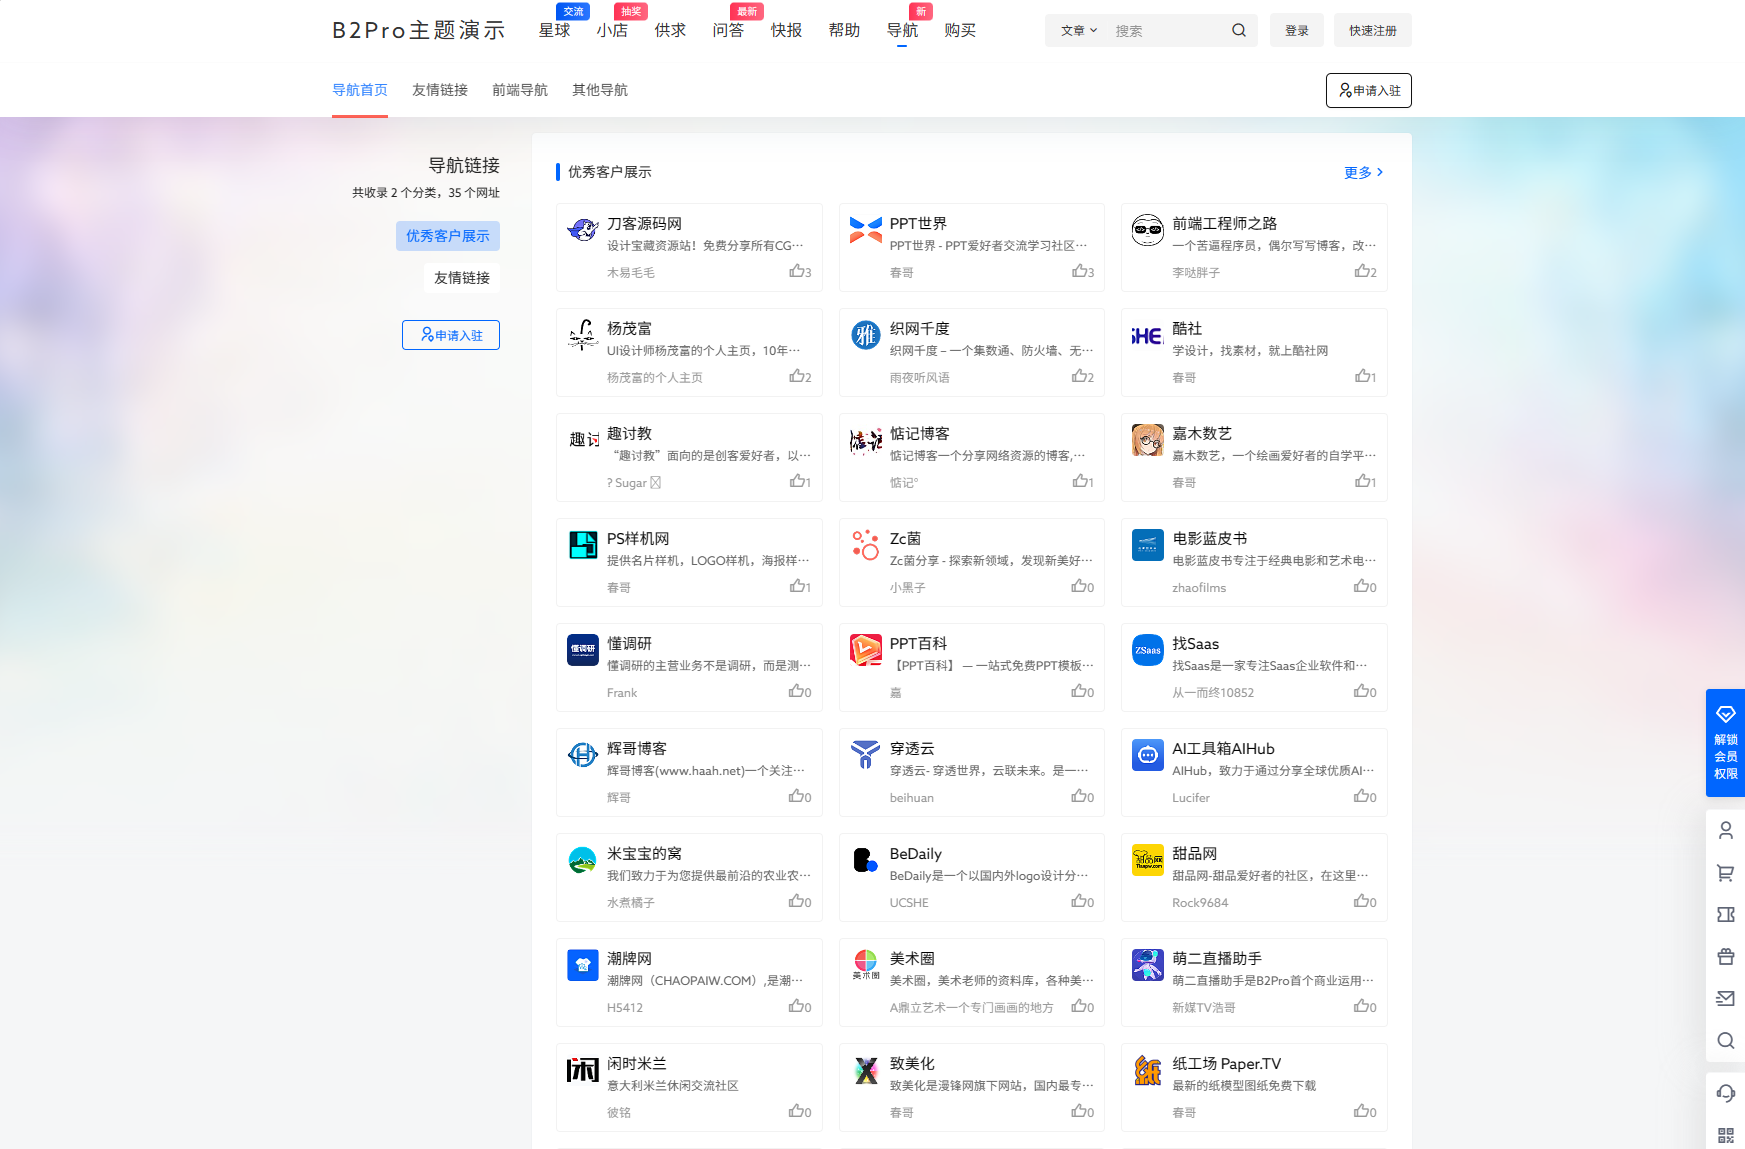 B2Pro主题演示
星球
交流
小店
抽奖
供求
问答
最新
快报
帮助
导航
新
购买
文章
搜索
登录
快速注册
导航首页
友情链接
前端导航
其他导航
申请入驻
导航链接
共收录 2 个分类，35 个网址
优秀客户展示
友情链接
申请入驻
优秀客户展示
更多
刀客源码网
设计宝藏资源站！免费分享所有CG…
木易毛毛
3
PPT世界
PPT世界 - PPT爱好者交流学习社区…
春哥
3
前端工程师之路
一个苦逼程序员，偶尔写写博客，改…
李哒胖子
2
杨茂富
UI设计师杨茂富的个人主页，10年…
杨茂富的个人主页
2
雅
织网千度
织网千度 – 一个集数通、防火墙、无…
雨夜听风语
2
SHE
酷社
学设计，找素材，就上酷社网
春哥
1
趣讨
趣讨教
“趣讨教”面向的是创客爱好者，以…
? Sugar
1
惦记
惦记博客
惦记博客一个分享网络资源的博客,…
惦记°
1
嘉木数艺
嘉木数艺，一个绘画爱好者的自学平…
春哥
1
PS样机网
提供名片样机，LOGO样机，海报样…
春哥
1
Zc菌
Zc菌分享 - 探索新领域，发现新美好…
小黑子
0
电影蓝皮书
电影蓝皮书专注于经典电影和艺术电…
zhaofilms
0
懂调研
懂调研
懂调研的主营业务不是调研，而是测…
Frank
0
PPT百科
【PPT百科】 — 一站式免费PPT模板…
嘉
0
ZSaas
找Saas
找Saas是一家专注Saas企业软件和…
从一而终10852
0
辉哥博客
辉哥博客(www.haah.net)一个关注…
辉哥
0
穿透云
穿透云- 穿透世界，云联未来。是一…
beihuan
0
AI工具箱AIHub
AIHub，致力于通过分享全球优质AI…
Lucifer
0
米宝宝的窝
我们致力于为您提供最前沿的农业农…
水煮橘子
0
BeDaily
BeDaily是一个以国内外logo设计分…
UCSHE
0
甜品网
甜品网
甜品网-甜品爱好者的社区，在这里…
Rock9684
0
潮牌网
潮牌网（CHAOPAIW.COM）,是潮…
H5412
0
美术圈
美术圈
美术圈，美术老师的资料库，各种美…
A鼎立艺术一个专门画画的地方
0
萌二直播助手
萌二直播助手是B2Pro首个商业运用…
新媒TV浩哥
0
闲
闲时米兰
意大利米兰休闲交流社区
彼铭
0
X
致美化
致美化是漫锋网旗下网站，国内最专…
春哥
0
纸
纸工场 Paper.TV
最新的纸模型图纸免费下载
春哥
0
解锁
会员
权限